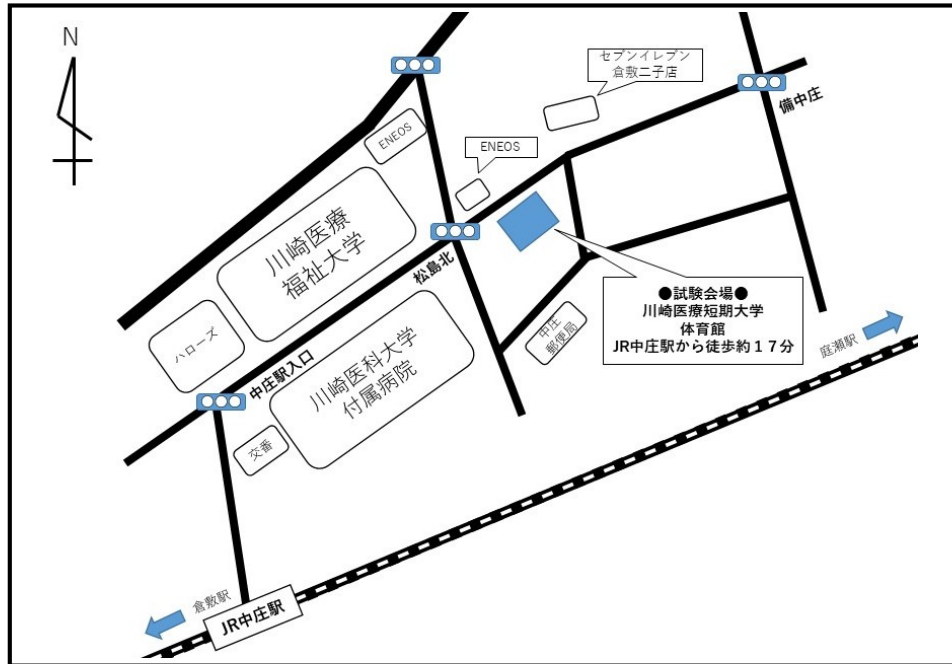 N
セブンイレブン
倉敷二子店
備中庄
ENEOS
ENEOS
川崎医療
福祉大学
松島北
●試験会場●
川崎医療短期大学
体育館
JR中庄駅から徒歩約１７分
中庄
郵便局
庭瀬駅
ハローズ
中庄駅入口
川崎医科大学
付属病院
交番
倉敷駅
JR中庄駅